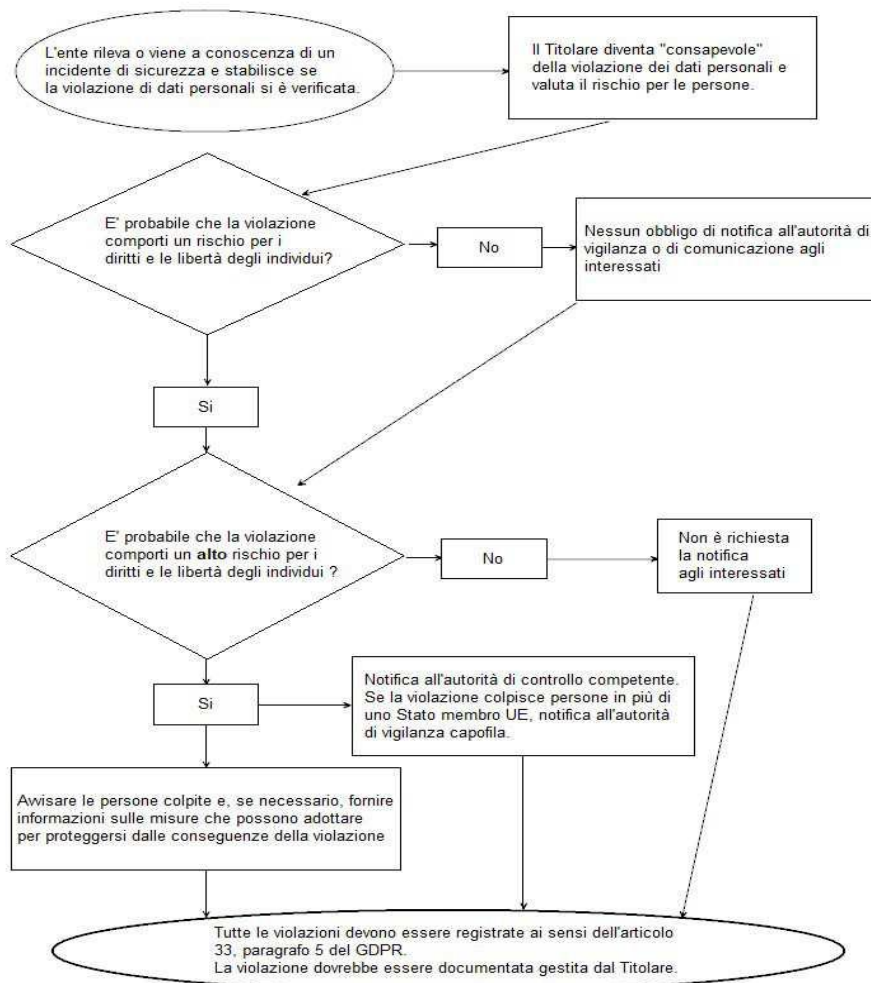 L'ente rileva o viene a conoscenza di un
incidente di sicurezza e stabilisce se
la violazione di dati personali si è verificata.
Il Titolare diventa "consapevole"
della violazione dei dati personali e
valuta il rischio per le persone.
E' probabile che la violazione
comporti un rischio per i
diritti e le libertà degli individui?
No
Nessun obbligo di notifica all'autorità di
vigilanza o di comunicazione agli
interessati
Si
E' probabile che la violazione
comporti un alto rischio per i
diritti e le libertà degli individui ?
No
Non è richiesta
la notifica
agli interessati
Si
Notifica all'autorità di controllo competente.
Se la violazione colpisce persone in più di
uno Stato membro UE, notifica all'autorità
di vigilanza capofila.
Avvisare le persone colpite e, se necessario, fornire
informazioni sulle misure che possono adottare
per proteggersi dalle conseguenze della violazione
Tutte le violazioni devono essere registrate ai sensi dell'articolo
33, paragrafo 5 del GDPR.
La violazione dovrebbe essere documentata gestita dal Titolare.